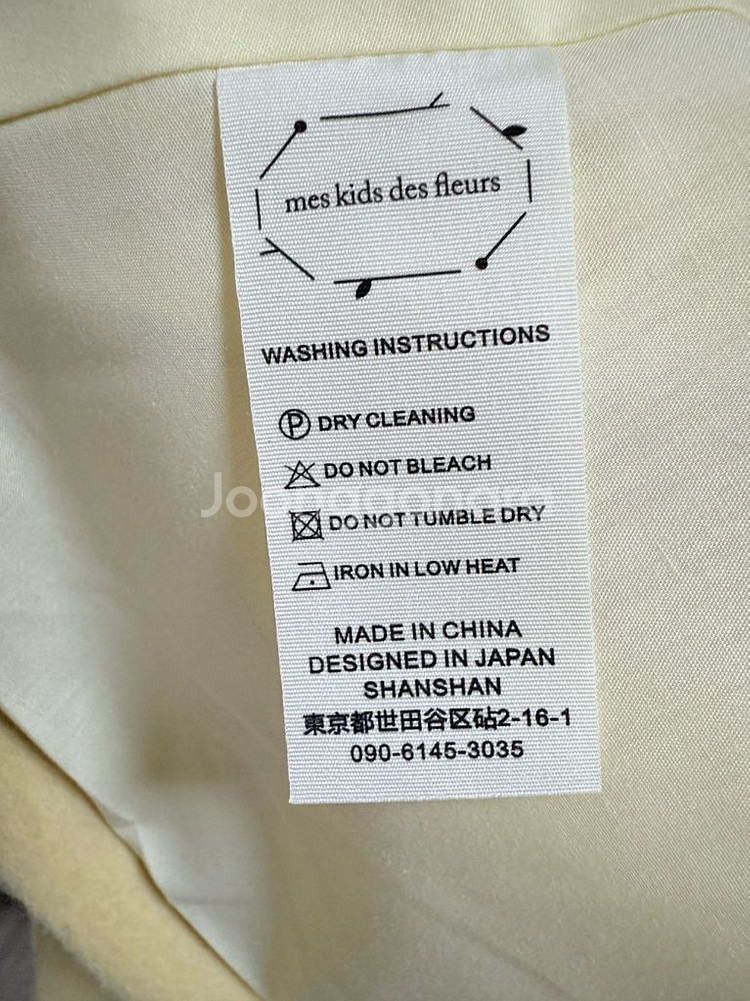 mes kids des fleurs
WASHING INSTRUCTIONS
P DRY CLEANING
DO NOT BLEACH
DO NOT TUMBLE DRY
IRON IN LOW HEAT
MADE IN CHINA
DESIGNED IN JAPAN
SHANSHAN
東京都世田谷区砧2-16-1
090-6145-3035